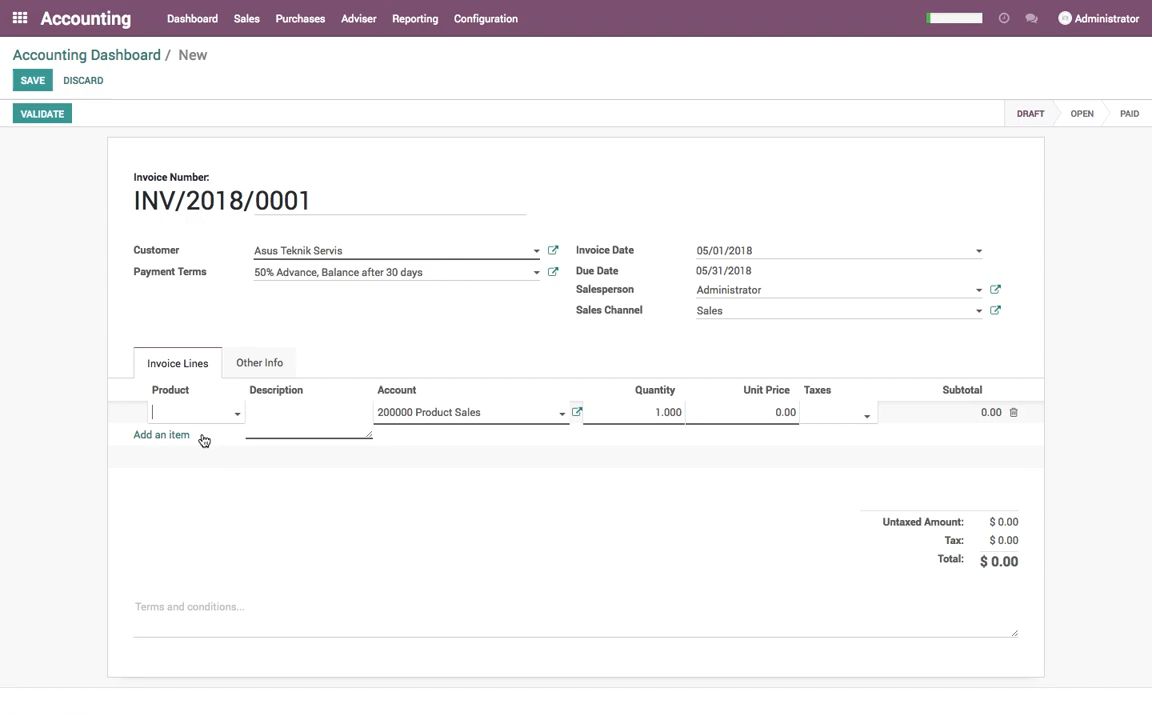 Accounting Dashboard Sales Purchases Adviser Reporting Configuration Administrator
Accounting Dashboard / New
SAVE DISCARD
VALIDATE DRAFT OPEN PAID
Invoice Number:
INV/2018/0001
Customer Asus Teknik Servis Invoice Date 05/01/2018
Payment Terms 50% Advance, Balance after 30 days Due Date 05/31/2018
Salesperson Administrator
Sales Channel Sales
Invoice Lines Other Info
Product Description Account Quantity Unit Price Taxes Subtotal
200000 Product Sales 1.000 0.00 0.00
Add an item
Untaxed Amount: $ 0.00
Tax: $ 0.00
Total: $ 0.00
Terms and conditions...